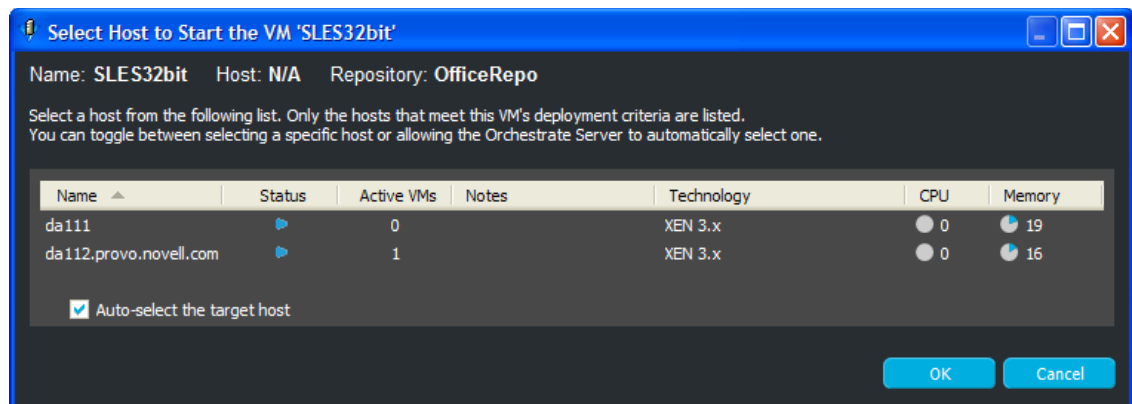 Select Host to Start the VM 'SLES32bit'
Name: SLES32bit Host: N/A Repository: OfficeRepo
Select a host from the following list. Only the hosts that meet this VM's deployment criteria are listed.
You can toggle between selecting a specific host or allowing the Orchestrate Server to automatically select one.
Name Status Active VMs Notes Technology CPU Memory
da111 0 XEN 3.x 0 19
da112.provo.novell.com 1 XEN 3.x 0 16
Auto-select the target host
OK Cancel